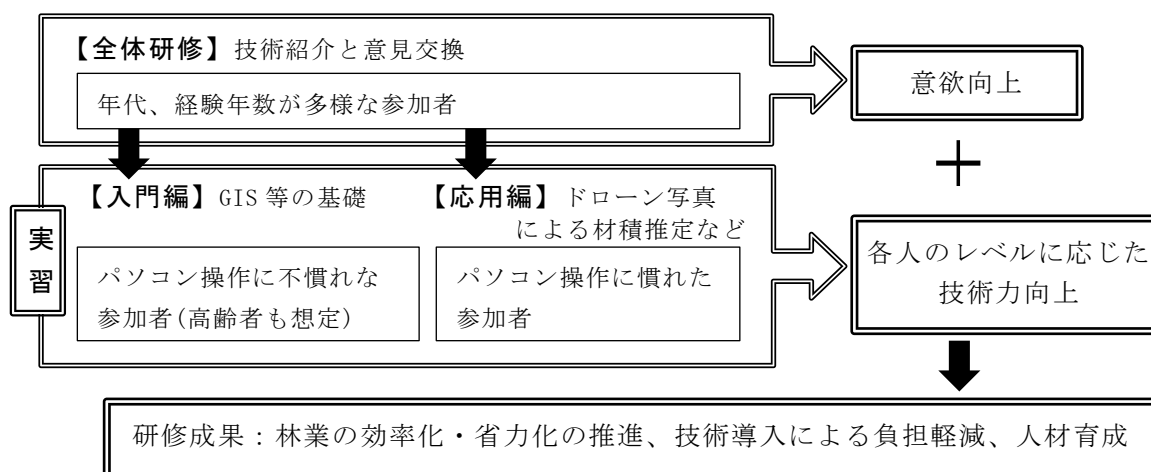 【全体研修】技術紹介と意見交換
年代、経験年数が多様な参加者
意欲向上
＋
実習
【入門編】GIS等の基礎
パソコン操作に不慣れな
参加者(高齢者も想定)
【応用編】ドローン写真
による材積推定など
パソコン操作に慣れた
参加者
各人のレベルに応じた
技術力向上
研修成果：林業の効率化・省力化の推進、技術導入による負担軽減、人材育成